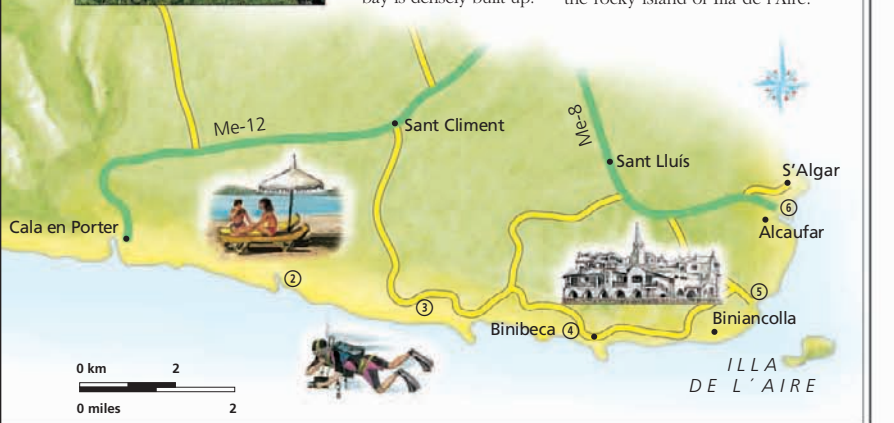 bay is densely built up.
the rocky island of Illa de l'Aire.
Me-12
Sant Climent
Me-8
Sant Lluís
S'Algar
6
Alcaufar
Cala en Porter
2
3
5
Binibeca 4
Biniancolla
ILLA
DE L´AIRE
0 km 2
0 miles 2